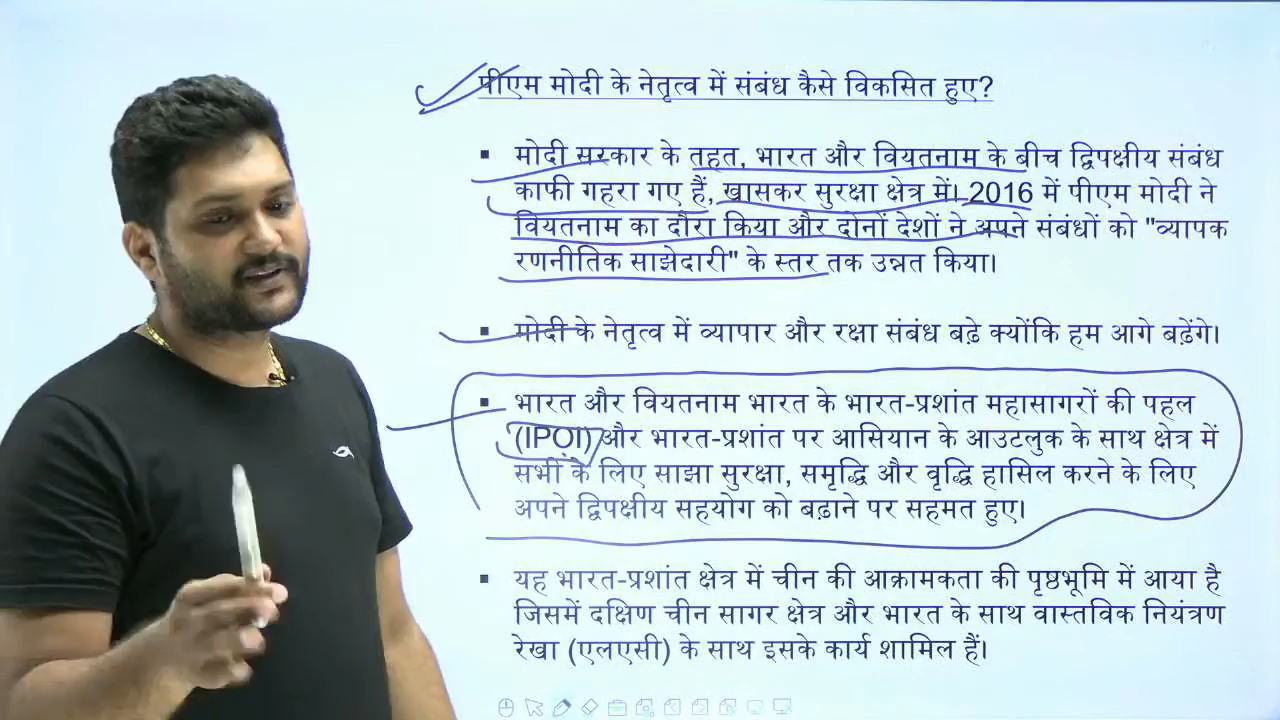 पीएम मोदी के नेतृत्व में संबंध कैसे विकसित हुए?
▪ मोदी सरकार के तहत, भारत और वियतनाम के बीच द्विपक्षीय संबंध
काफी गहरा गए हैं, खासकर सुरक्षा क्षेत्र में। 2016 में पीएम मोदी ने
वियतनाम का दौरा किया और दोनों देशों ने अपने संबंधों को "व्यापक
रणनीतिक साझेदारी" के स्तर तक उन्नत किया।
▪ मोदी के नेतृत्व में व्यापार और रक्षा संबंध बढ़े क्योंकि हम आगे बढ़ेंगे।
▪ भारत और वियतनाम भारत के भारत-प्रशांत महासागरों की पहल
(IPOI) और भारत-प्रशांत पर आसियान के आउटलुक के साथ क्षेत्र में
सभी के लिए साझा सुरक्षा, समृद्धि और वृद्धि हासिल करने के लिए
अपने द्विपक्षीय सहयोग को बढ़ाने पर सहमत हुए।
▪ यह भारत-प्रशांत क्षेत्र में चीन की आक्रामकता की पृष्ठभूमि में आया है
जिसमें दक्षिण चीन सागर क्षेत्र और भारत के साथ वास्तविक नियंत्रण
रेखा (एलएसी) के साथ इसके कार्य शामिल हैं।